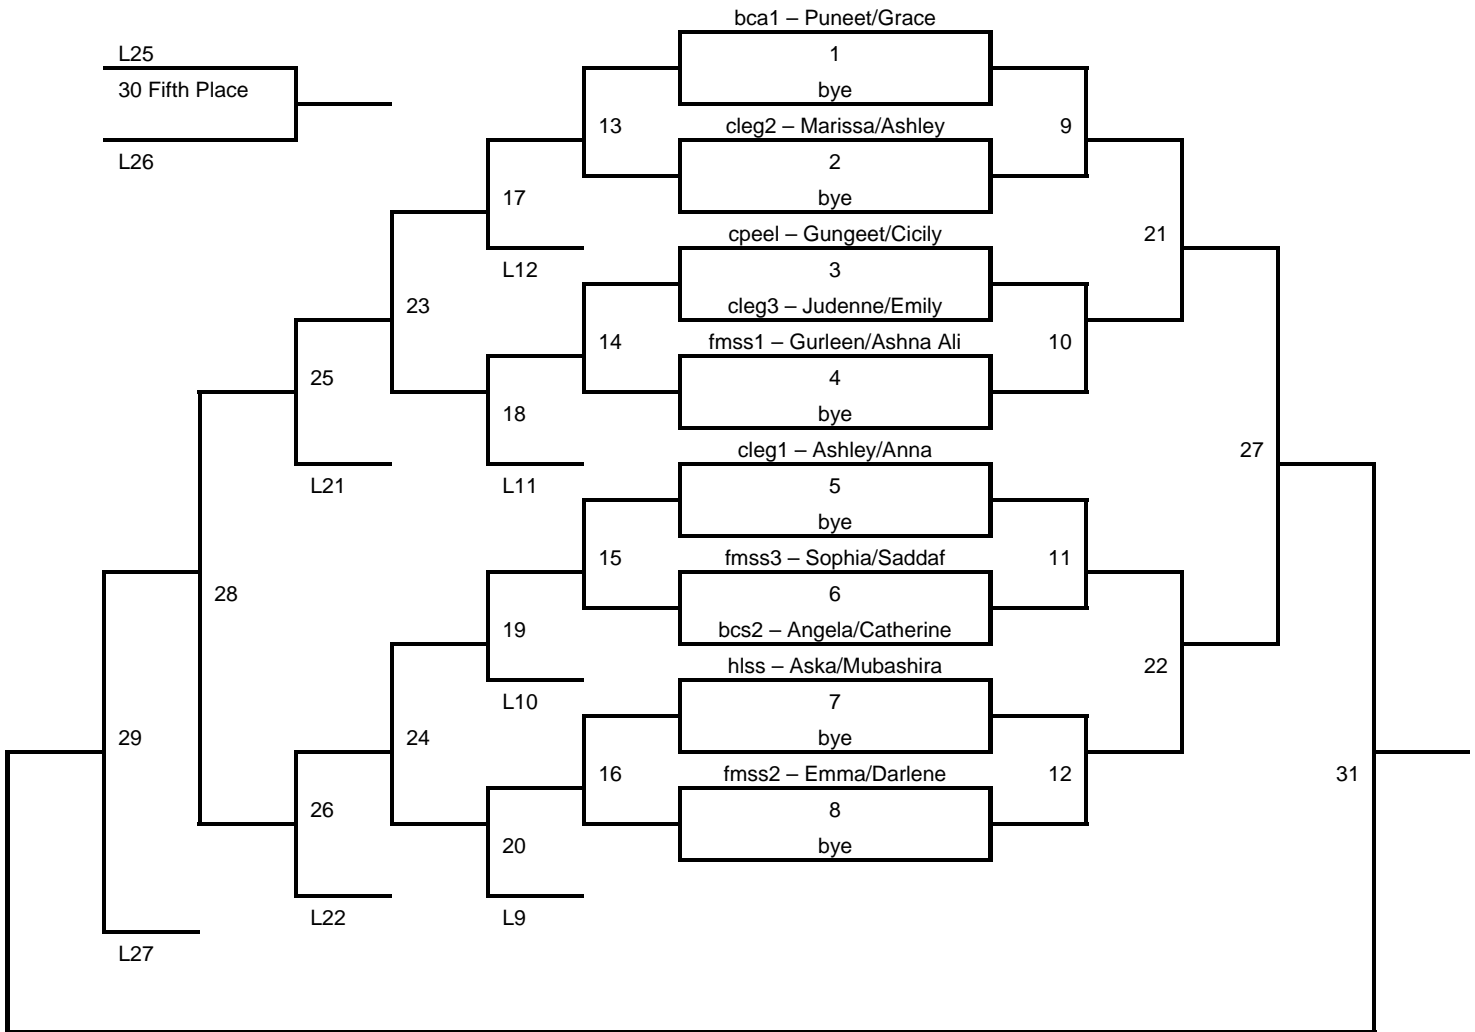 bca1 – Puneet/Grace
L25
1
30 Fifth Place
bye
13
cleg2 – Marissa/Ashley
9
L26
2
17
bye
cpeel – Gungeet/Cicily
21
L12
3
23
cleg3 – Judenne/Emily
14
fmss1 – Gurleen/Ashna Ali
10
25
4
18
bye
cleg1 – Ashley/Anna
27
L21
L11
5
bye
15
fmss3 – Sophia/Saddaf
11
28
6
19
bcs2 – Angela/Catherine
hlss – Aska/Mubashira
22
L10
7
29
24
bye
16
fmss2 – Emma/Darlene
12
31
26
8
20
bye
L22
L9
L27